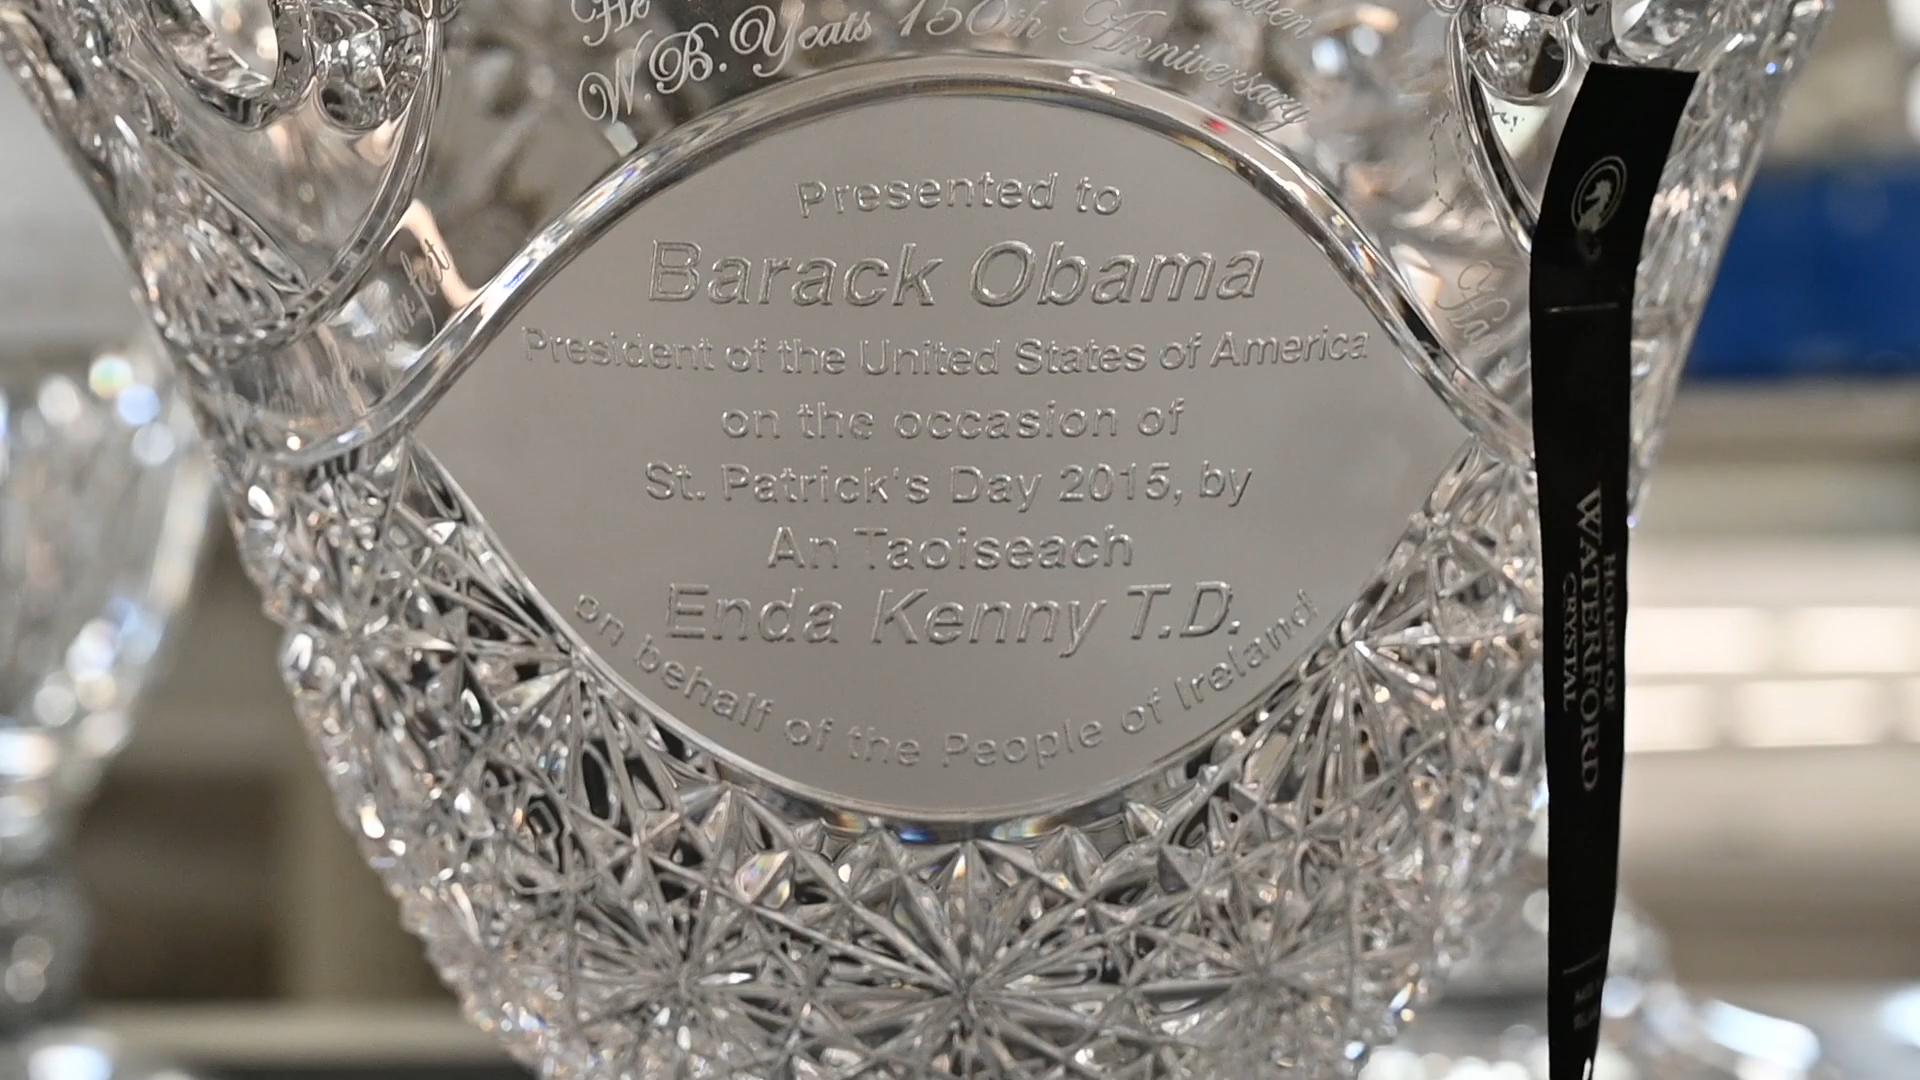 He
W.B. Yeats 150th Anniversary
Presented to
Barack Obama
President of the United States of America
on the occasion of
St. Patrick's Day 2015, by
An Taoiseach
Enda Kenny T.D.
on behalf of the People of Ireland
HOUSE OF
WATERFORD
CRYSTAL